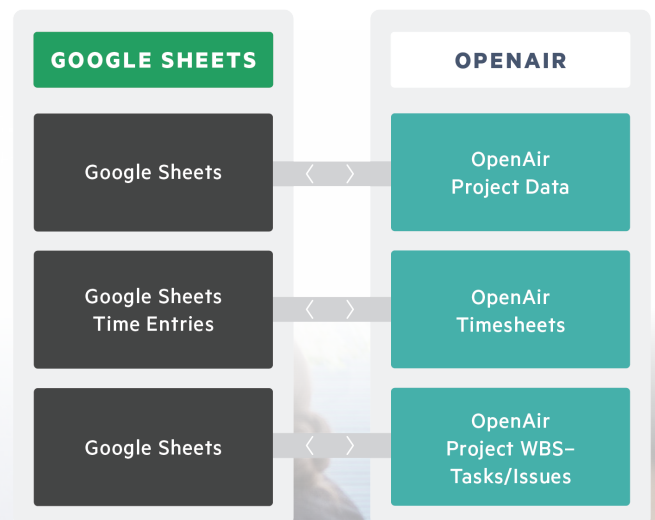 GOOGLE SHEETS
OPENAIR
Google Sheets
OpenAir
Project Data
Google Sheets
Time Entries
OpenAir
Timesheets
Google Sheets
OpenAir
Project WBS–
Tasks/Issues